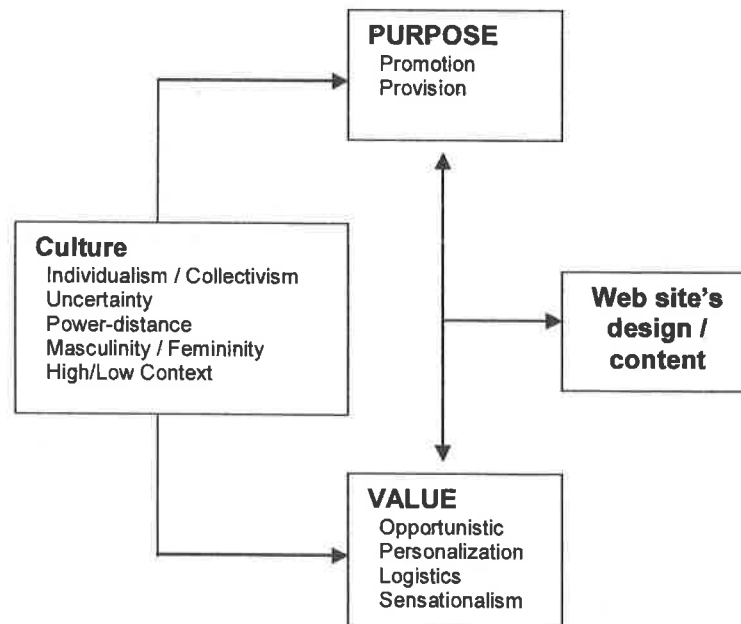 PURPOSE
Promotion
Provision
Culture
Individualism / Collectivism
Uncertainty
Power-distance
Masculinity / Femininity
High/Low Context
Web site's
design /
content
VALUE
Opportunistic
Personalization
Logistics
Sensationalism